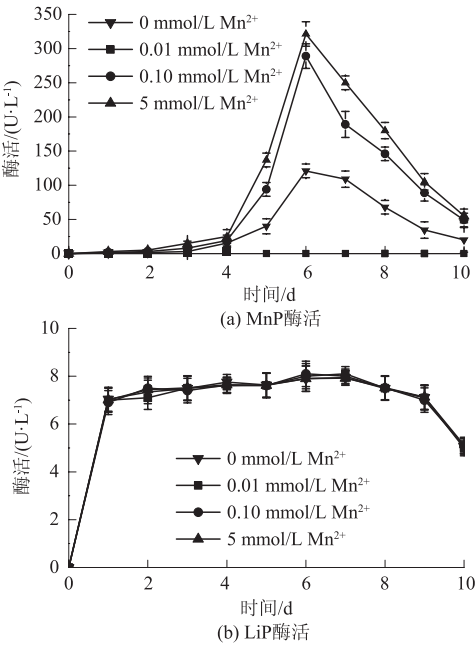 350
300
250
200
150
100
50
0
酶活/(U·L⁻¹)
0 mmol/L Mn²⁺
0.01 mmol/L Mn²⁺
0.10 mmol/L Mn²⁺
5 mmol/L Mn²⁺
0 2 4 6 8 10
时间/d
(a) MnP酶活
10
8
6
4
2
0
酶活/(U·L⁻¹)
0 mmol/L Mn²⁺
0.01 mmol/L Mn²⁺
0.10 mmol/L Mn²⁺
5 mmol/L Mn²⁺
0 2 4 6 8 10
时间/d
(b) LiP酶活